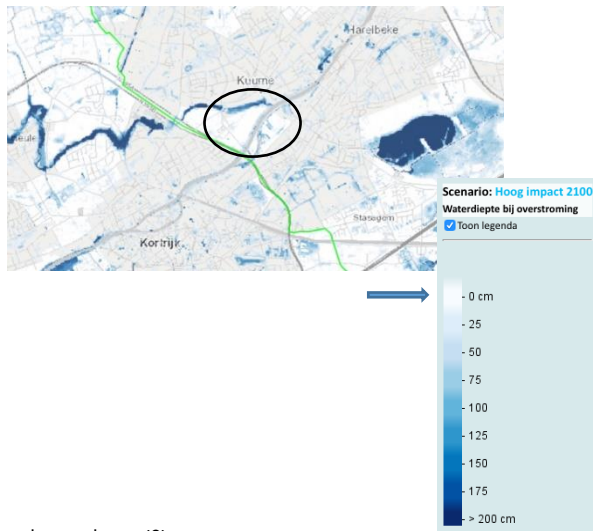 Harelbeke
Kuurne
Stasegem
Kortrijk
Scenario: Hoog impact 2100
Waterdiepte bij overstroming
Toon legenda
0 cm
25
50
75
100
125
150
175
> 200 cm